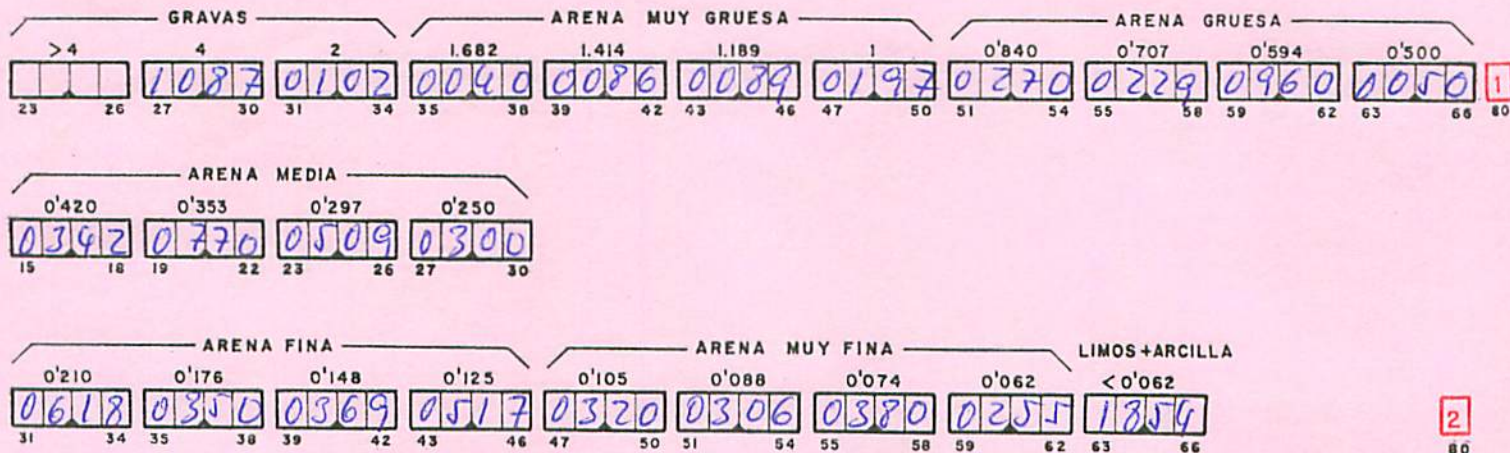 GRAVAS ARENA MUY GRUESA ARENA GRUESA
>4 4 2 1.682 1.414 1.189 1 0'840 0'707 0'594 0'500
1087 0102 0040 0086 0089 0197 0270 0229 0960 0050 1
23 26 27 30 31 34 35 38 39 42 43 46 47 50 51 54 55 58 59 62 63 66 80
ARENA MEDIA
0'420 0'353 0'297 0'250
0342 0770 0509 0300
15 18 19 22 23 26 27 30
ARENA FINA ARENA MUY FINA LIMOS+ARCILLA
0'210 0'176 0'148 0'125 0'105 0'088 0'074 0'062 <0'062
0618 0350 0369 0517 0320 0306 0380 0255 1854 2
31 34 35 38 39 42 43 46 47 50 51 54 55 58 59 62 63 66 80